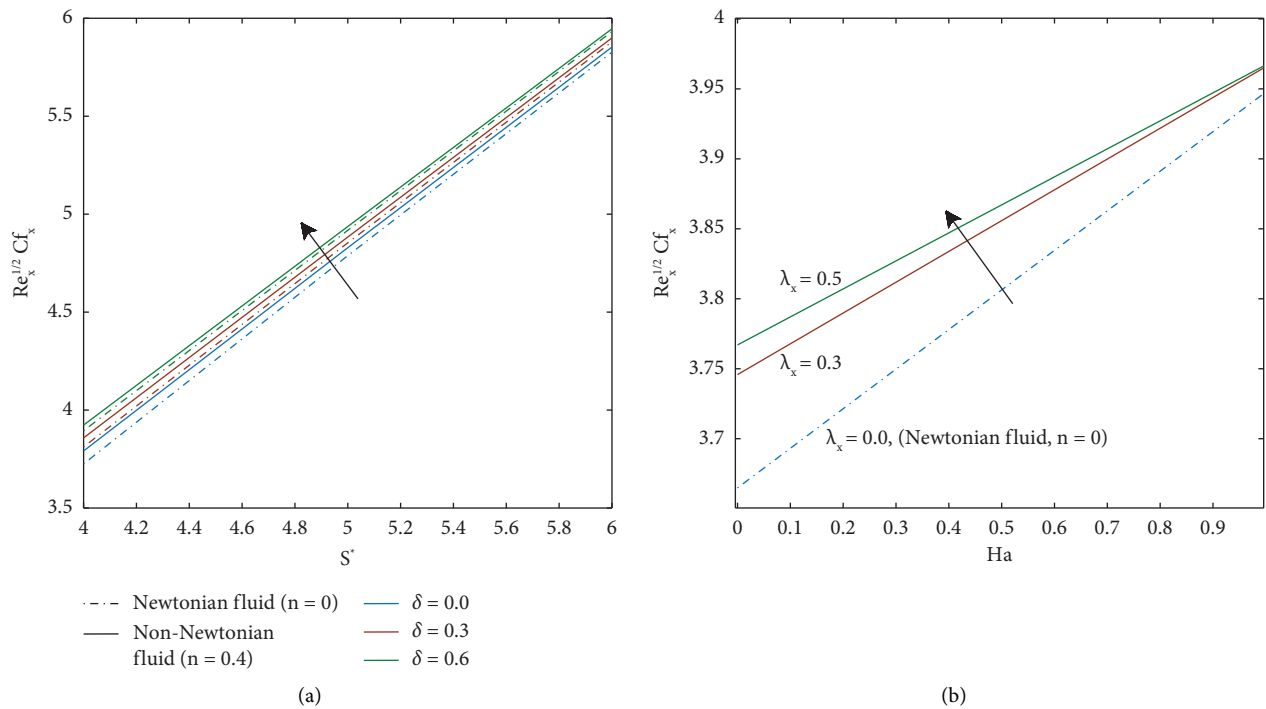 6
5.5
5
4.5
4
3.5
Re_x^{1/2} Cf_x
4 4.2 4.4 4.6 4.8 5 5.2 5.4 5.6 5.8 6
S*
Newtonian fluid (n = 0)
Non-Newtonian
fluid (n = 0.4)
δ = 0.0
δ = 0.3
δ = 0.6
(a)
4
3.95
3.9
3.85
3.8
3.75
3.7
Re_x^{1/2} Cf_x
λ_x = 0.5
λ_x = 0.3
λ_x = 0.0, (Newtonian fluid, n = 0)
0 0.1 0.2 0.3 0.4 0.5 0.6 0.7 0.8 0.9
Ha
(b)